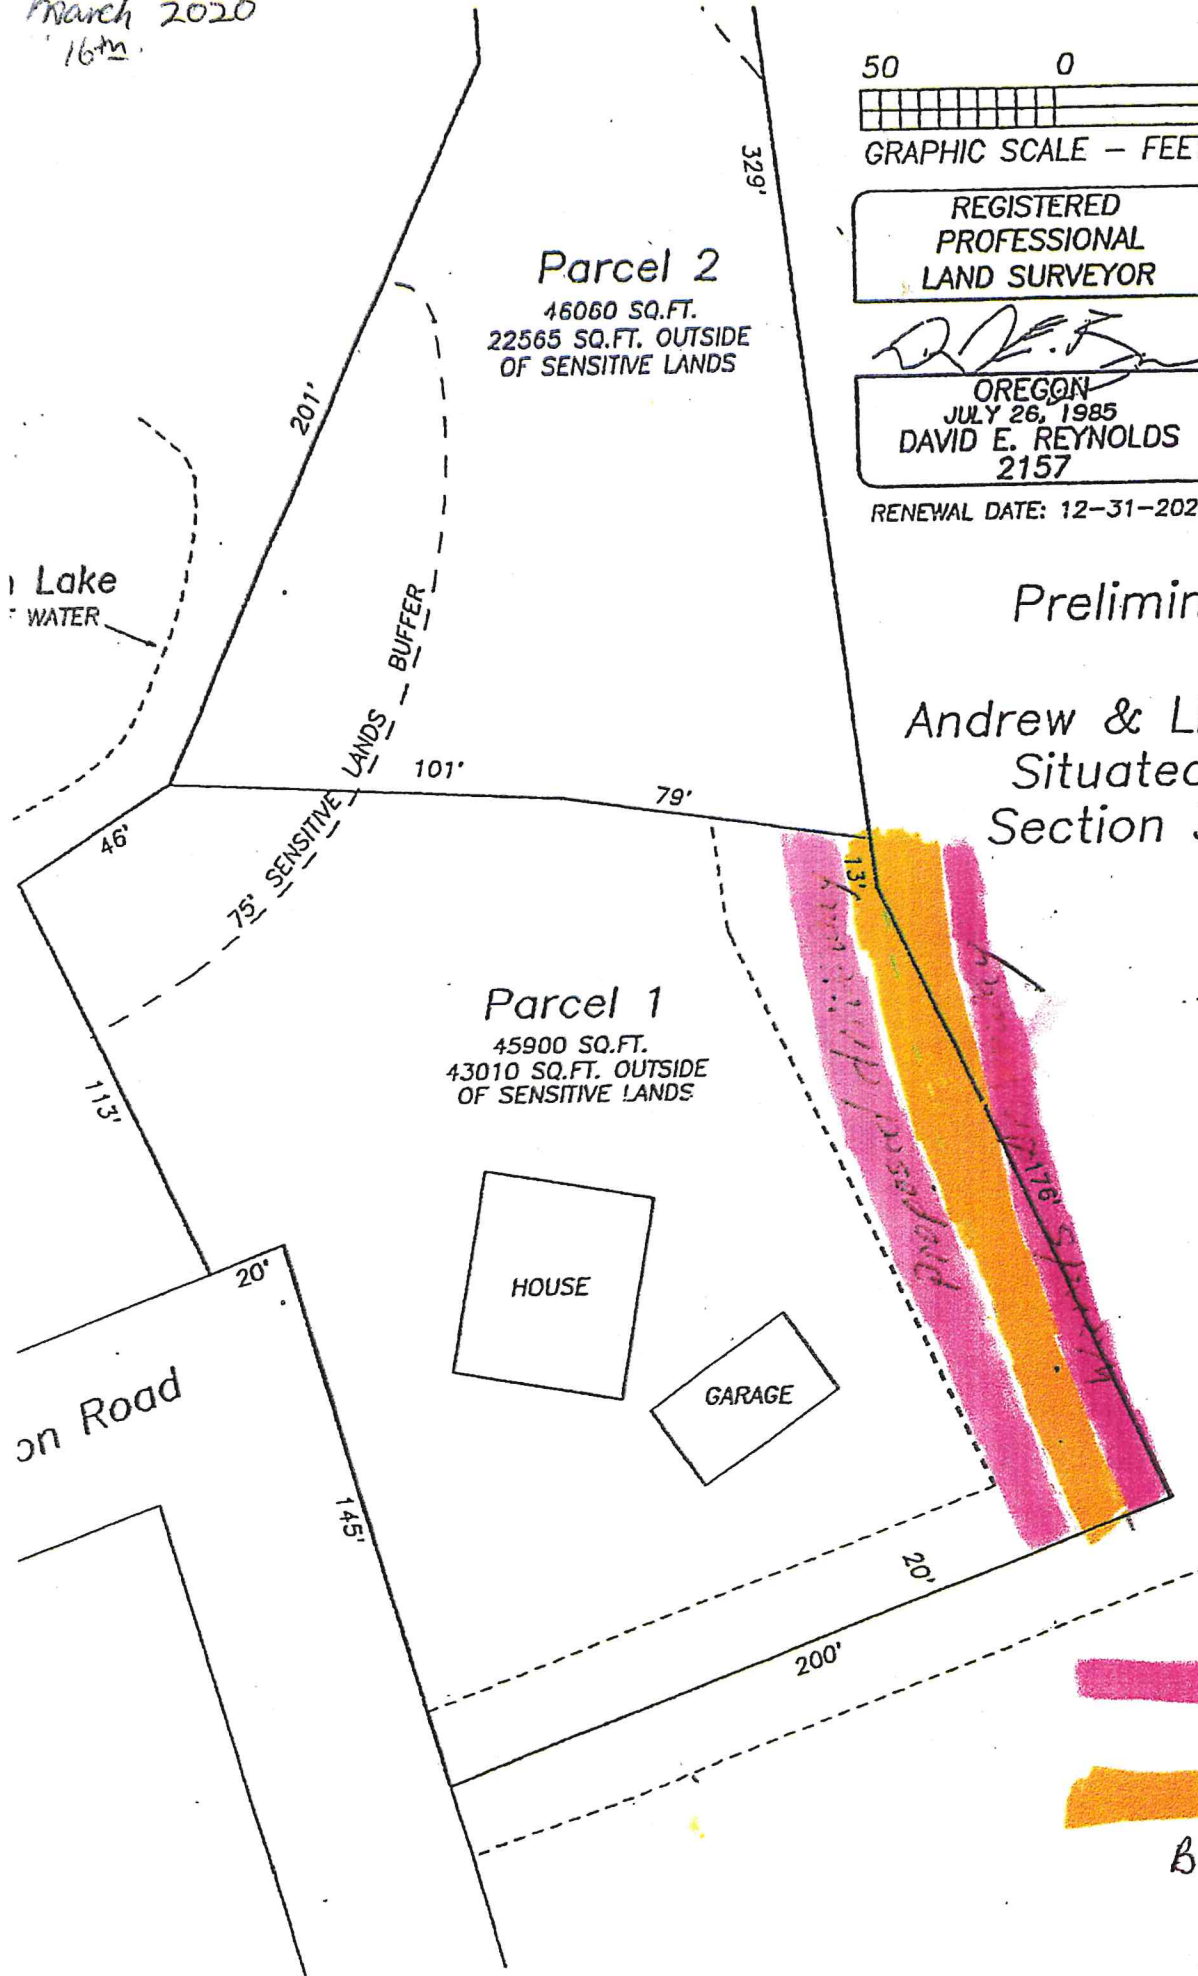 March 2020
16th.
50 0
GRAPHIC SCALE – FEET
REGISTERED
PROFESSIONAL
LAND SURVEYOR
OREGON
JULY 26, 1985
DAVID E. REYNOLDS
2157
RENEWAL DATE: 12-31-202
329'
Parcel 2
46060 SQ.FT.
22565 SQ.FT. OUTSIDE
OF SENSITIVE LANDS
201'
Lake
WATER
Prelimin
Andrew & L
Situated
Section
75' SENSITIVE LANDS BUFFER
101'
79'
46'
13'
Parcel 1
45900 SQ.FT.
43010 SQ.FT. OUTSIDE
OF SENSITIVE LANDS
113'
176'
20'
HOUSE
GARAGE
on Road
145'
20'
200'
B